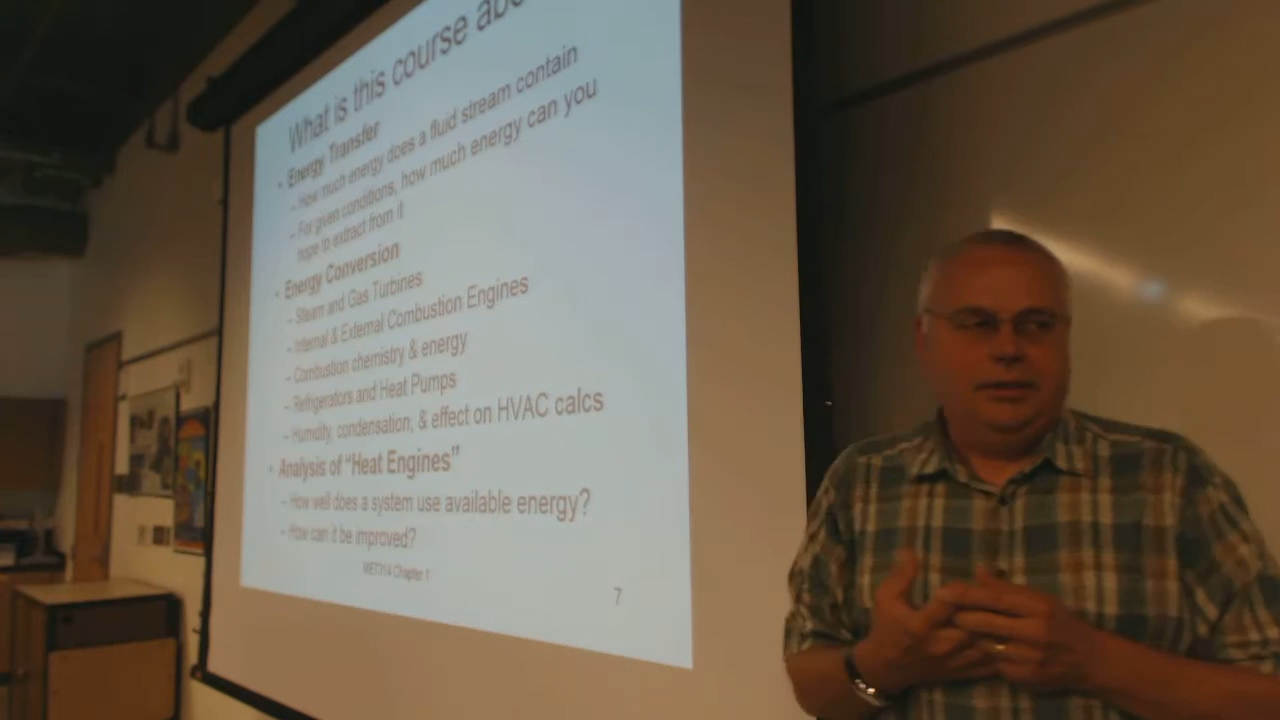 What is this course abo
• Energy Transfer
– How much energy does a fluid stream contain
– For given conditions, how much energy can you
hope to extract from it
• Energy Conversion
– Steam and Gas Turbines
– Internal & External Combustion Engines
– Combustion chemistry & energy
– Refrigerators and Heat Pumps
– Humdify, condensation, & effect on HVAC calcs
• Analysis of “Heat Engines”
– How well does a system use available energy?
– How can it be improved?
MET314 Chapter 1
7